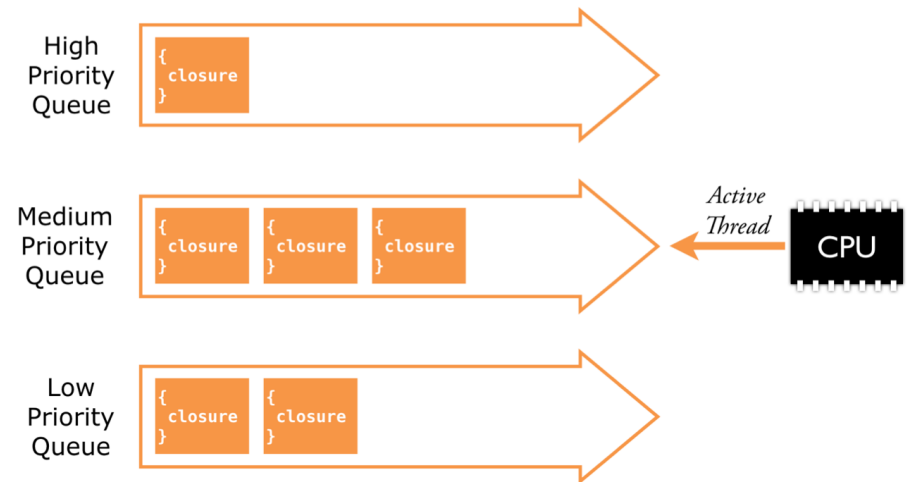 High
Priority
Queue
{
closure
}
Medium
Priority
Queue
{
closure
}
{
closure
}
{
closure
}
Active
Thread
CPU
Low
Priority
Queue
{
closure
}
{
closure
}